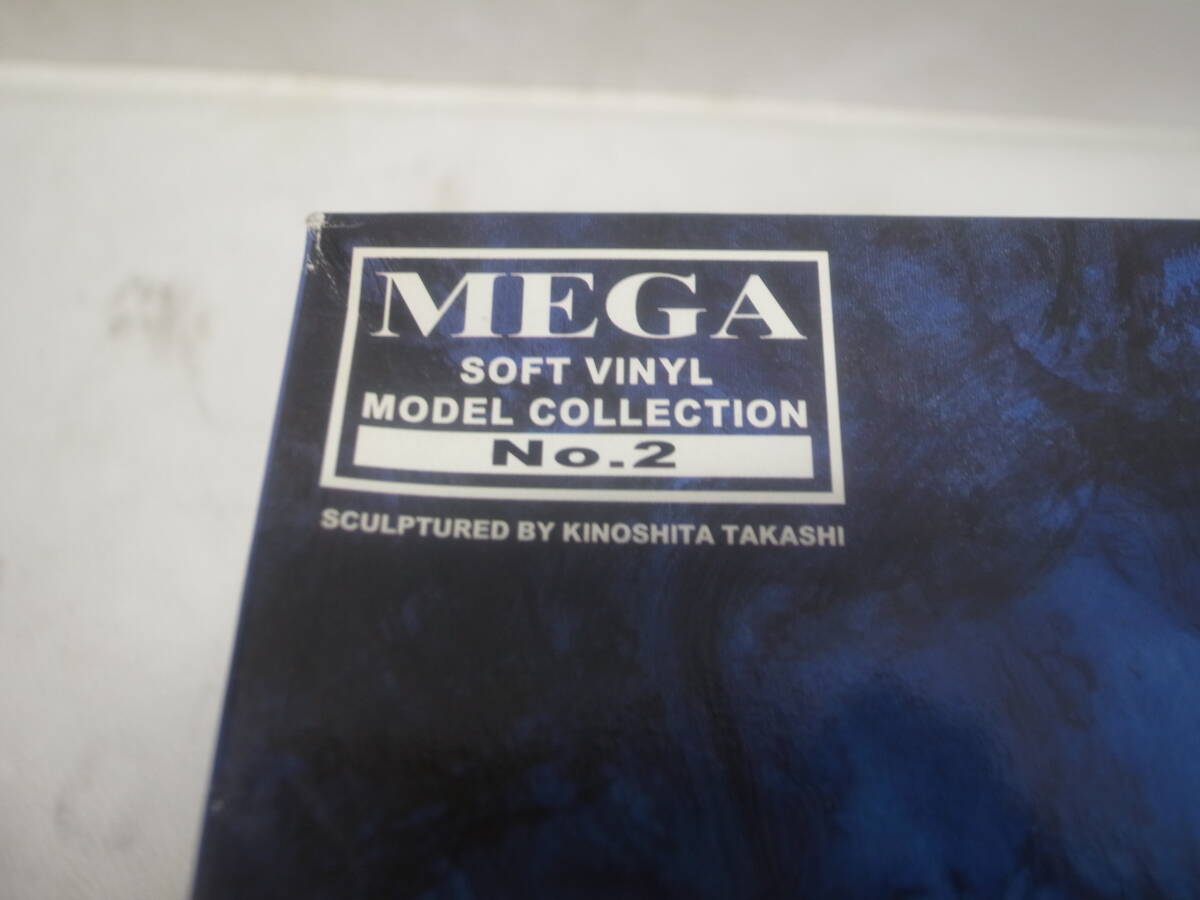 MEGA
SOFT VINYL
MODEL COLLECTION
No.2
SCULPTURED BY KINOSHITA TAKASHI